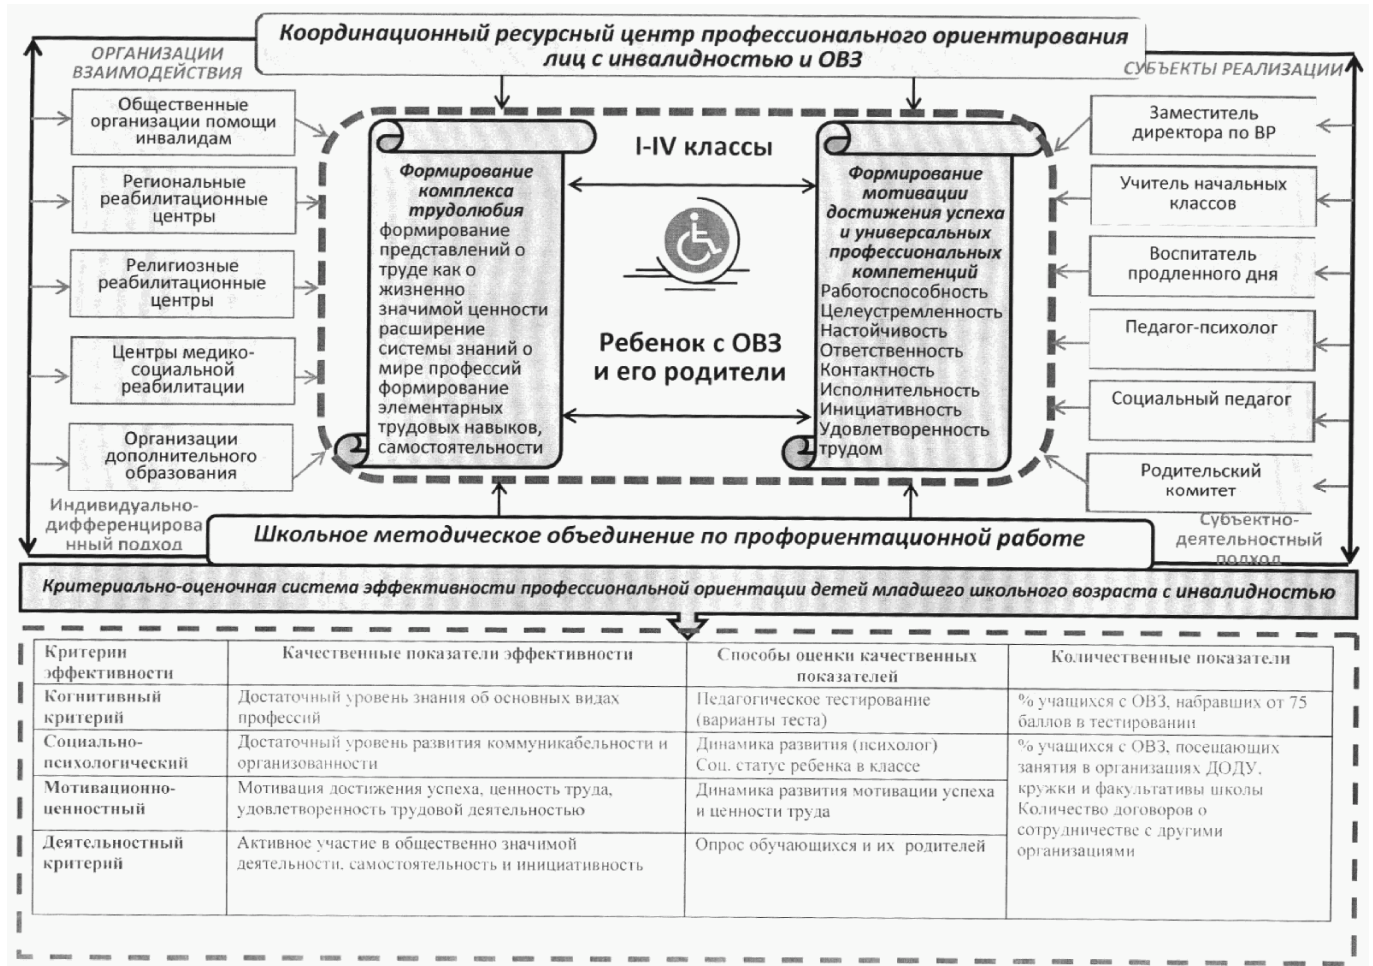 Координационный ресурсный центр профессионального ориентирования
лиц с инвалидностью и ОВЗ
ОРГАНИЗАЦИИ
ВЗАИМОДЕЙСТВИЯ
Общественные
организации помощи
инвалидам
Региональные
реабилитационные
центры
Религиозные
реабилитационные
центры
Центры медико-
социальной
реабилитации
Организации
дополнительного
образования
Индивидуально-
дифференцирова
нный подход
Формирование
комплекса
трудолюбия
формирование
представлений о
труде как о
жизненно
значимой ценности
расширение
системы знаний о
мире профессий
формирование
элементарных
трудовых навыков,
самостоятельности
I-IV классы
Ребенок с ОВЗ
и его родители
Формирование
мотивации
достижения успеха
и универсальных
профессиональных
компетенций
Работоспособность
Целеустремленность
Настойчивость
Ответственность
Контактность
Исполнительность
Инициативность
Удовлетворенность
трудом
СУБЪЕКТЫ РЕАЛИЗАЦИИ
Заместитель
директора по ВР
Учитель начальных
классов
Воспитатель
продленного дня
Педагог-психолог
Социальный педагог
Родительский
комитет
Субъектно-
деятельностный
подход
Школьное методическое объединение по профориентационной работе
Критериально-оценочная система эффективности профессиональной ориентации детей младшего школьного возраста с инвалидностью
Критерии
эффективности
Качественные показатели эффективности
Способы оценки качественных
показателей
Количественные показатели
Когнитивный
критерий
Достаточный уровень знания об основных видах
профессий
Педагогическое тестирование
(варианты теста)
% учащихся с ОВЗ, набравших от 75
баллов в тестировании
Социально-
психологический
Достаточный уровень развития коммуникабельности и
организованности
Динамика развития (психолог)
Соц. статус ребенка в классе
% учащихся с ОВЗ, посещающих
занятия в организациях ДОДУ,
кружки и факультативы школы
Количество договоров о
сотрудничестве с другими
организациями
Мотивационно-
ценностный
Мотивация достижения успеха, ценность труда,
удовлетворенность трудовой деятельностью
Динамика развития мотивации успеха
и ценности труда
Деятельностный
критерий
Активное участие в общественно значимой
деятельности, самостоятельность и инициативность
Опрос обучающихся и их родителей